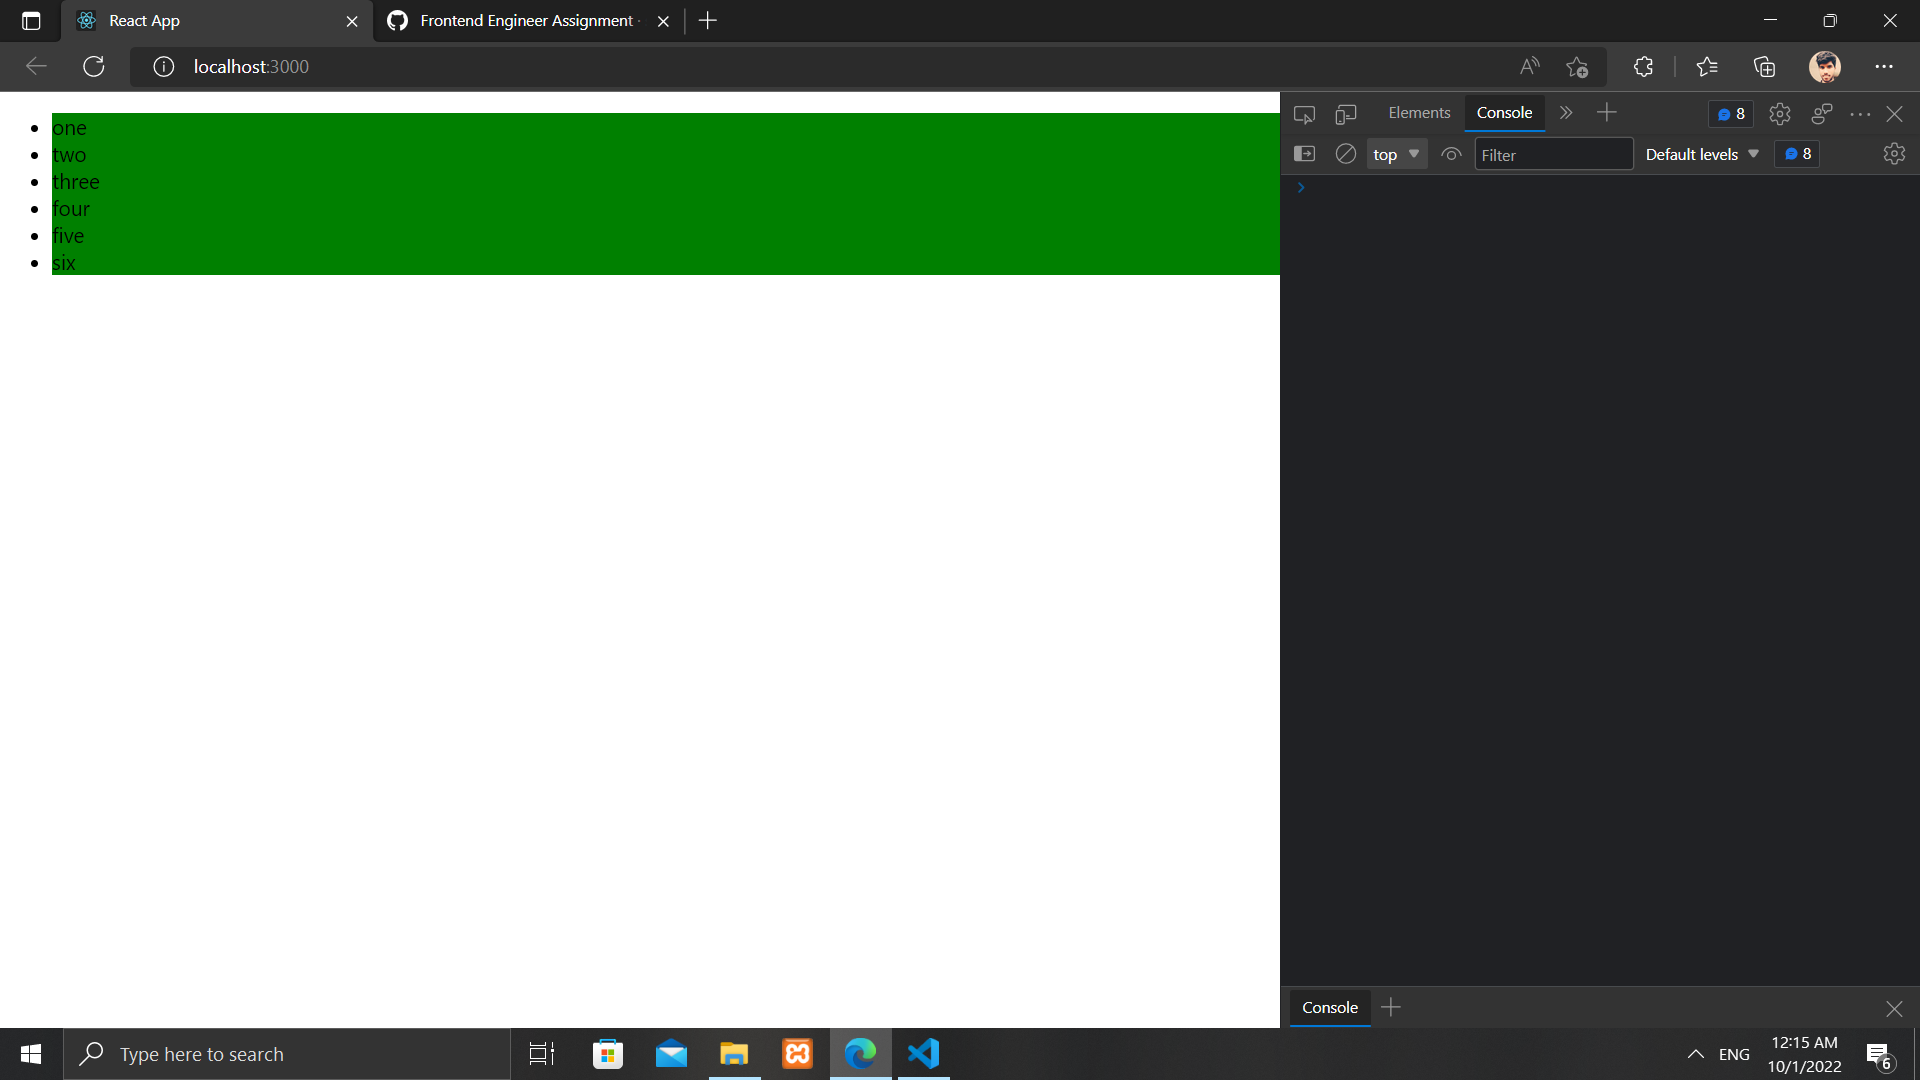 React App
Frontend Engineer Assignment
localhost:3000
one
two
three
four
five
six
Elements
Console
8
top
Filter
Default levels
8
Console
Type here to search
ENG
12:15 AM
10/1/2022
6